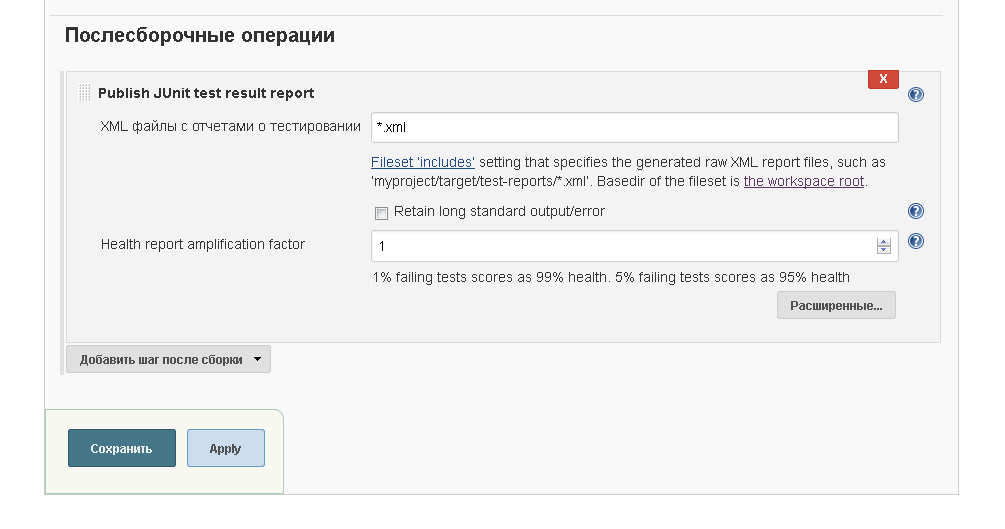 Послесборочные операции
X
Publish JUnit test result report
XML файлы с отчетами о тестировании
*.xml
Fileset 'includes' setting that specifies the generated raw XML report files, such as
'myproject/target/test-reports/*.xml'. Basedir of the fileset is the workspace root.
Retain long standard output/error
Health report amplification factor
1
1% failing tests scores as 99% health. 5% failing tests scores as 95% health
Расширенные...
Добавить шаг после сборки
Сохранить
Apply